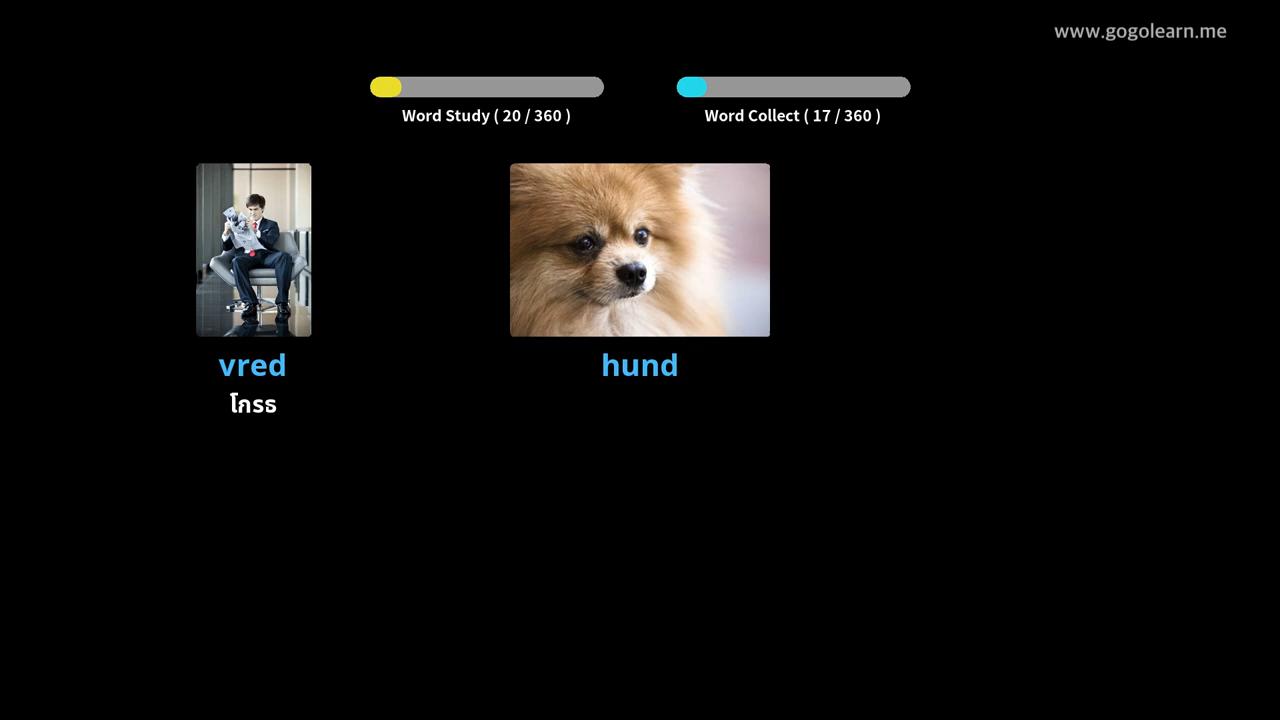 www.gogolearn.me
Word Study ( 20 / 360 )
Word Collect ( 17 / 360 )
vred
โกรธ
hund